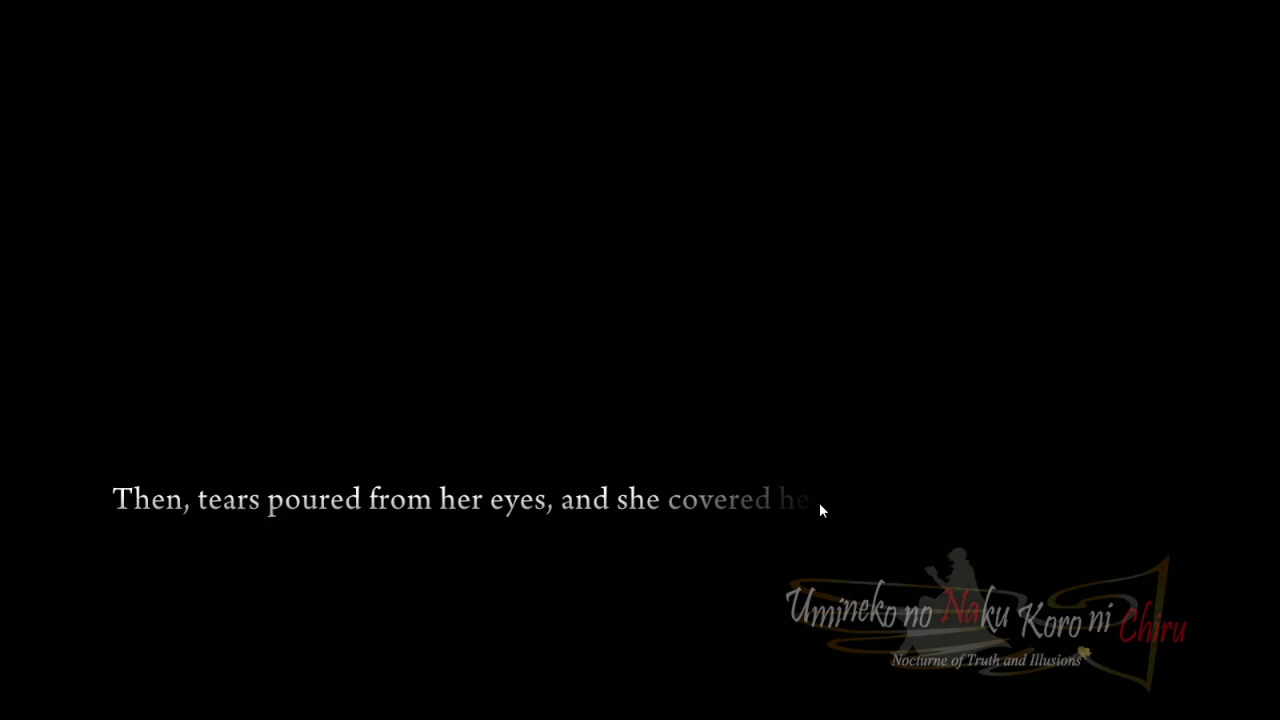 Then, tears poured from her eyes, and she covered he
Umineko no Naku Koro ni Chiru
Nocturne of Truth and Illusions